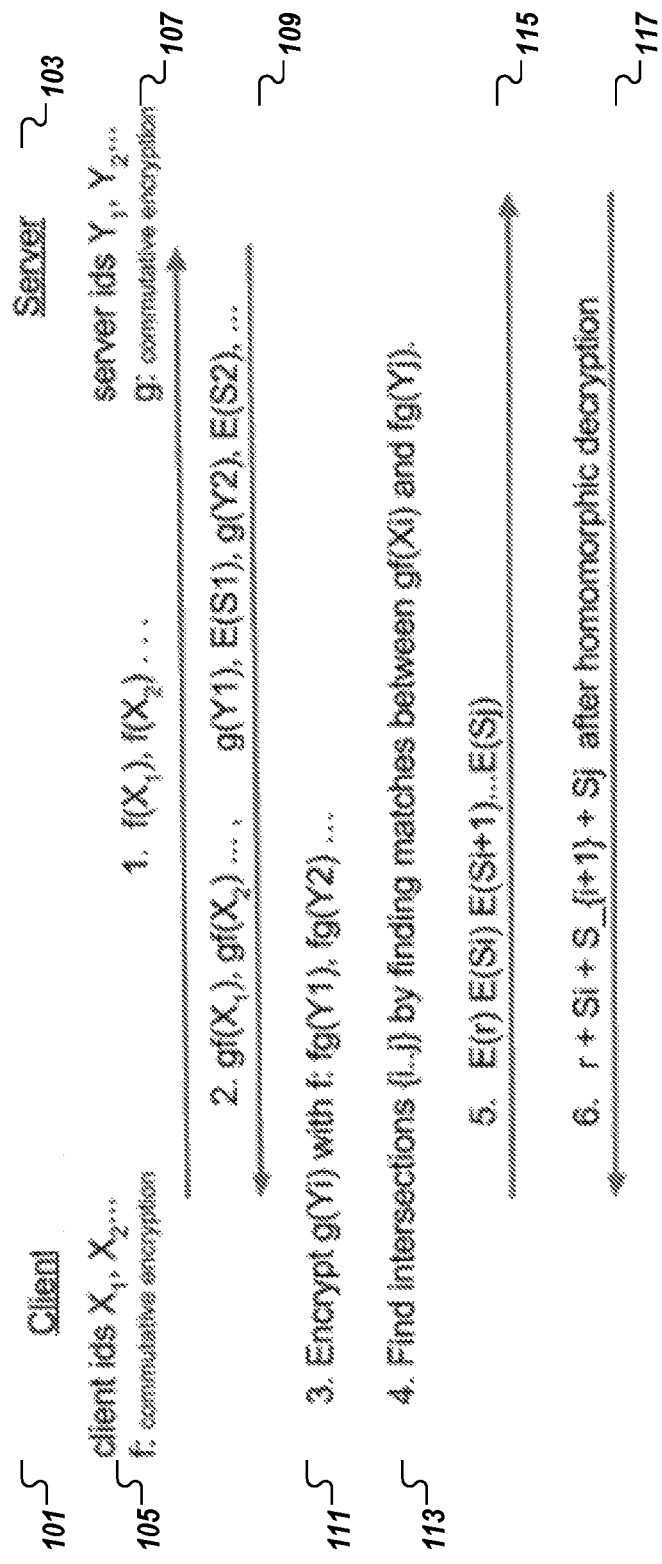 Client
Server
101
103
client ids X₁, X₂...
f: commutative encryption
server ids Y₁, Y₂...
g: commutative encryption
105
107
1. f(X₁), f(X₂) . . .
2. gf(X₁), gf(X₂) ... , g(Y1), E(S1), g(Y2), E(S2), ...
109
3. Encrypt g(Yi) with f: fg(Y1), fg(Y2) ...
111
4. Find intersections {i..j} by finding matches between gf(Xi) and fg(Yj).
113
5. E(r) E(Si) E(Si+1)...E(Sj)
115
6. r + Si + S_{i+1} + Sj after homomorphic decryption
117